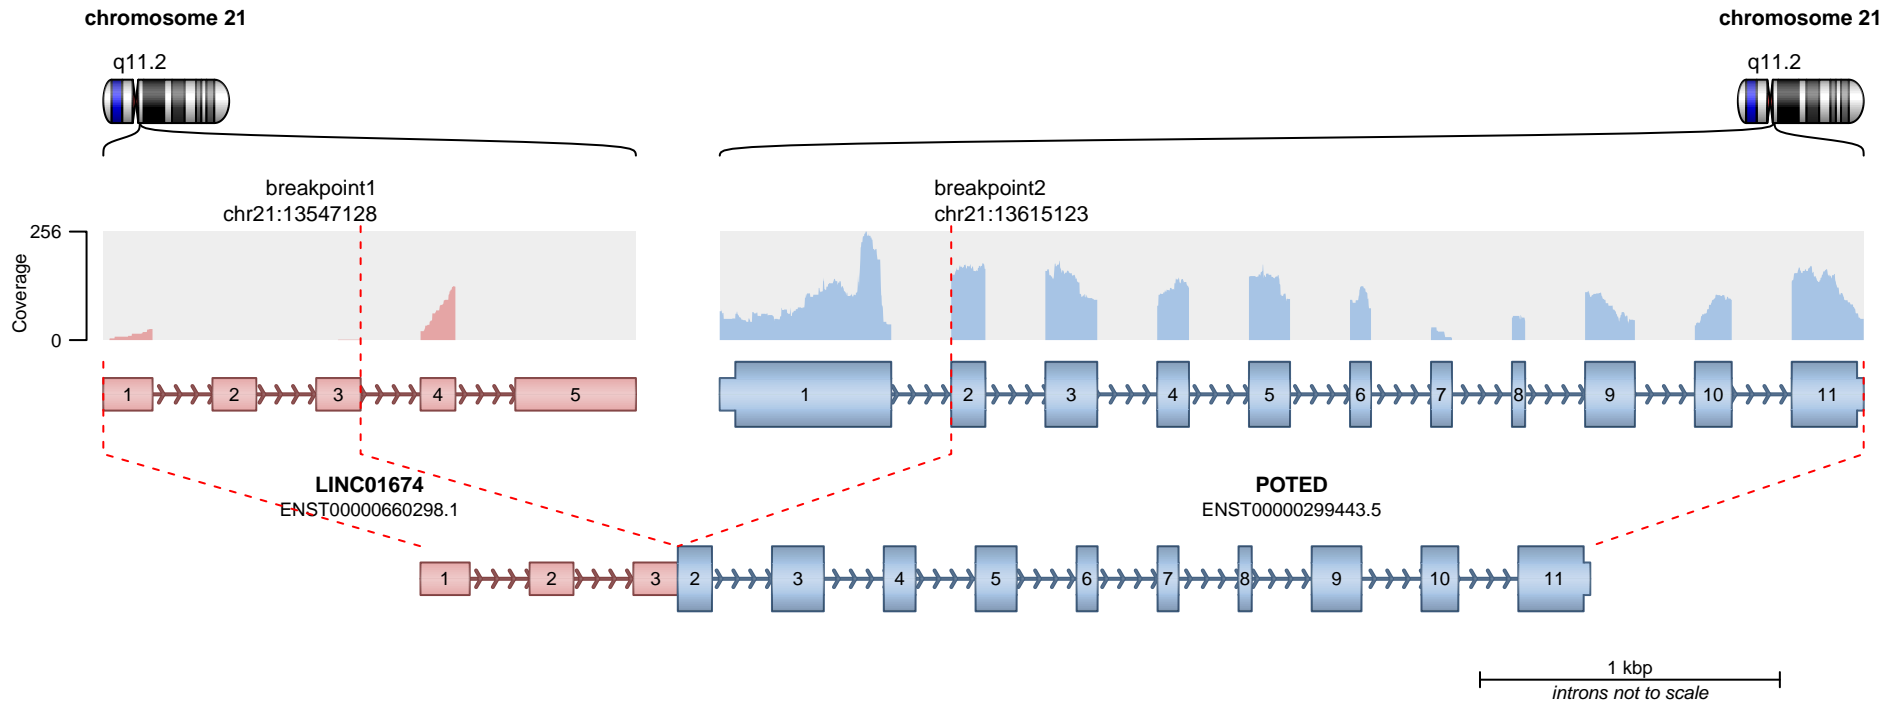 chromosome 21
chromosome 21
q11.2
q11.2
breakpoint1
chr21:13547128
breakpoint2
chr21:13615123
256
Coverage
0
1 2 3 4 5
1 2 3 4 5 6 7 8 9 10 11
LINC01674
ENST00000660298.1
POTED
ENST00000299443.5
1 2 3 2 3 4 5 6 7 8 9 10 11
1 kbp
introns not to scale